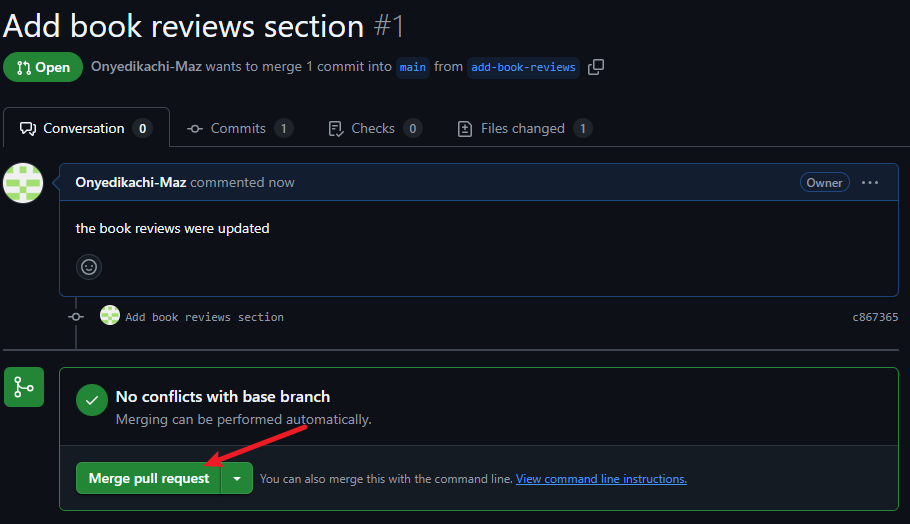 Add book reviews section #1
Open Onyedikachi-Maz wants to merge 1 commit into main from add-book-reviews
Conversation 0 Commits 1 Checks 0 Files changed 1
Onyedikachi-Maz commented now Owner
the book reviews were updated
Add book reviews section c867365
No conflicts with base branch
Merging can be performed automatically.
Merge pull request You can also merge this with the command line. View command line instructions.